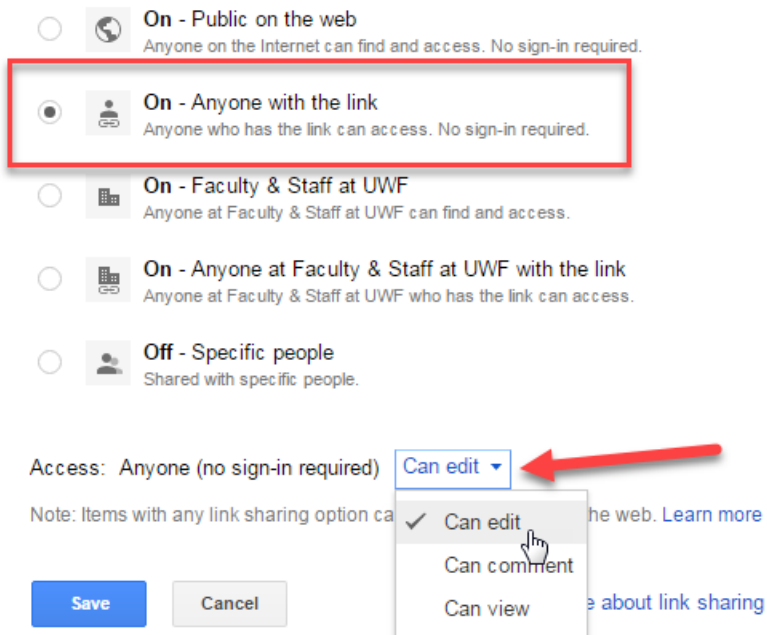 On - Public on the web
Anyone on the Internet can find and access. No sign-in required.
On - Anyone with the link
Anyone who has the link can access. No sign-in required.
On - Faculty & Staff at UWF
Anyone at Faculty & Staff at UWF can find and access.
On - Anyone at Faculty & Staff at UWF with the link
Anyone at Faculty & Staff at UWF who has the link can access.
Off - Specific people
Shared with specific people.
Access: Anyone (no sign-in required) Can edit
Note: Items with any link sharing option he web. Learn more
Can edit
Can comment
Can view
Save Cancel about link sharing